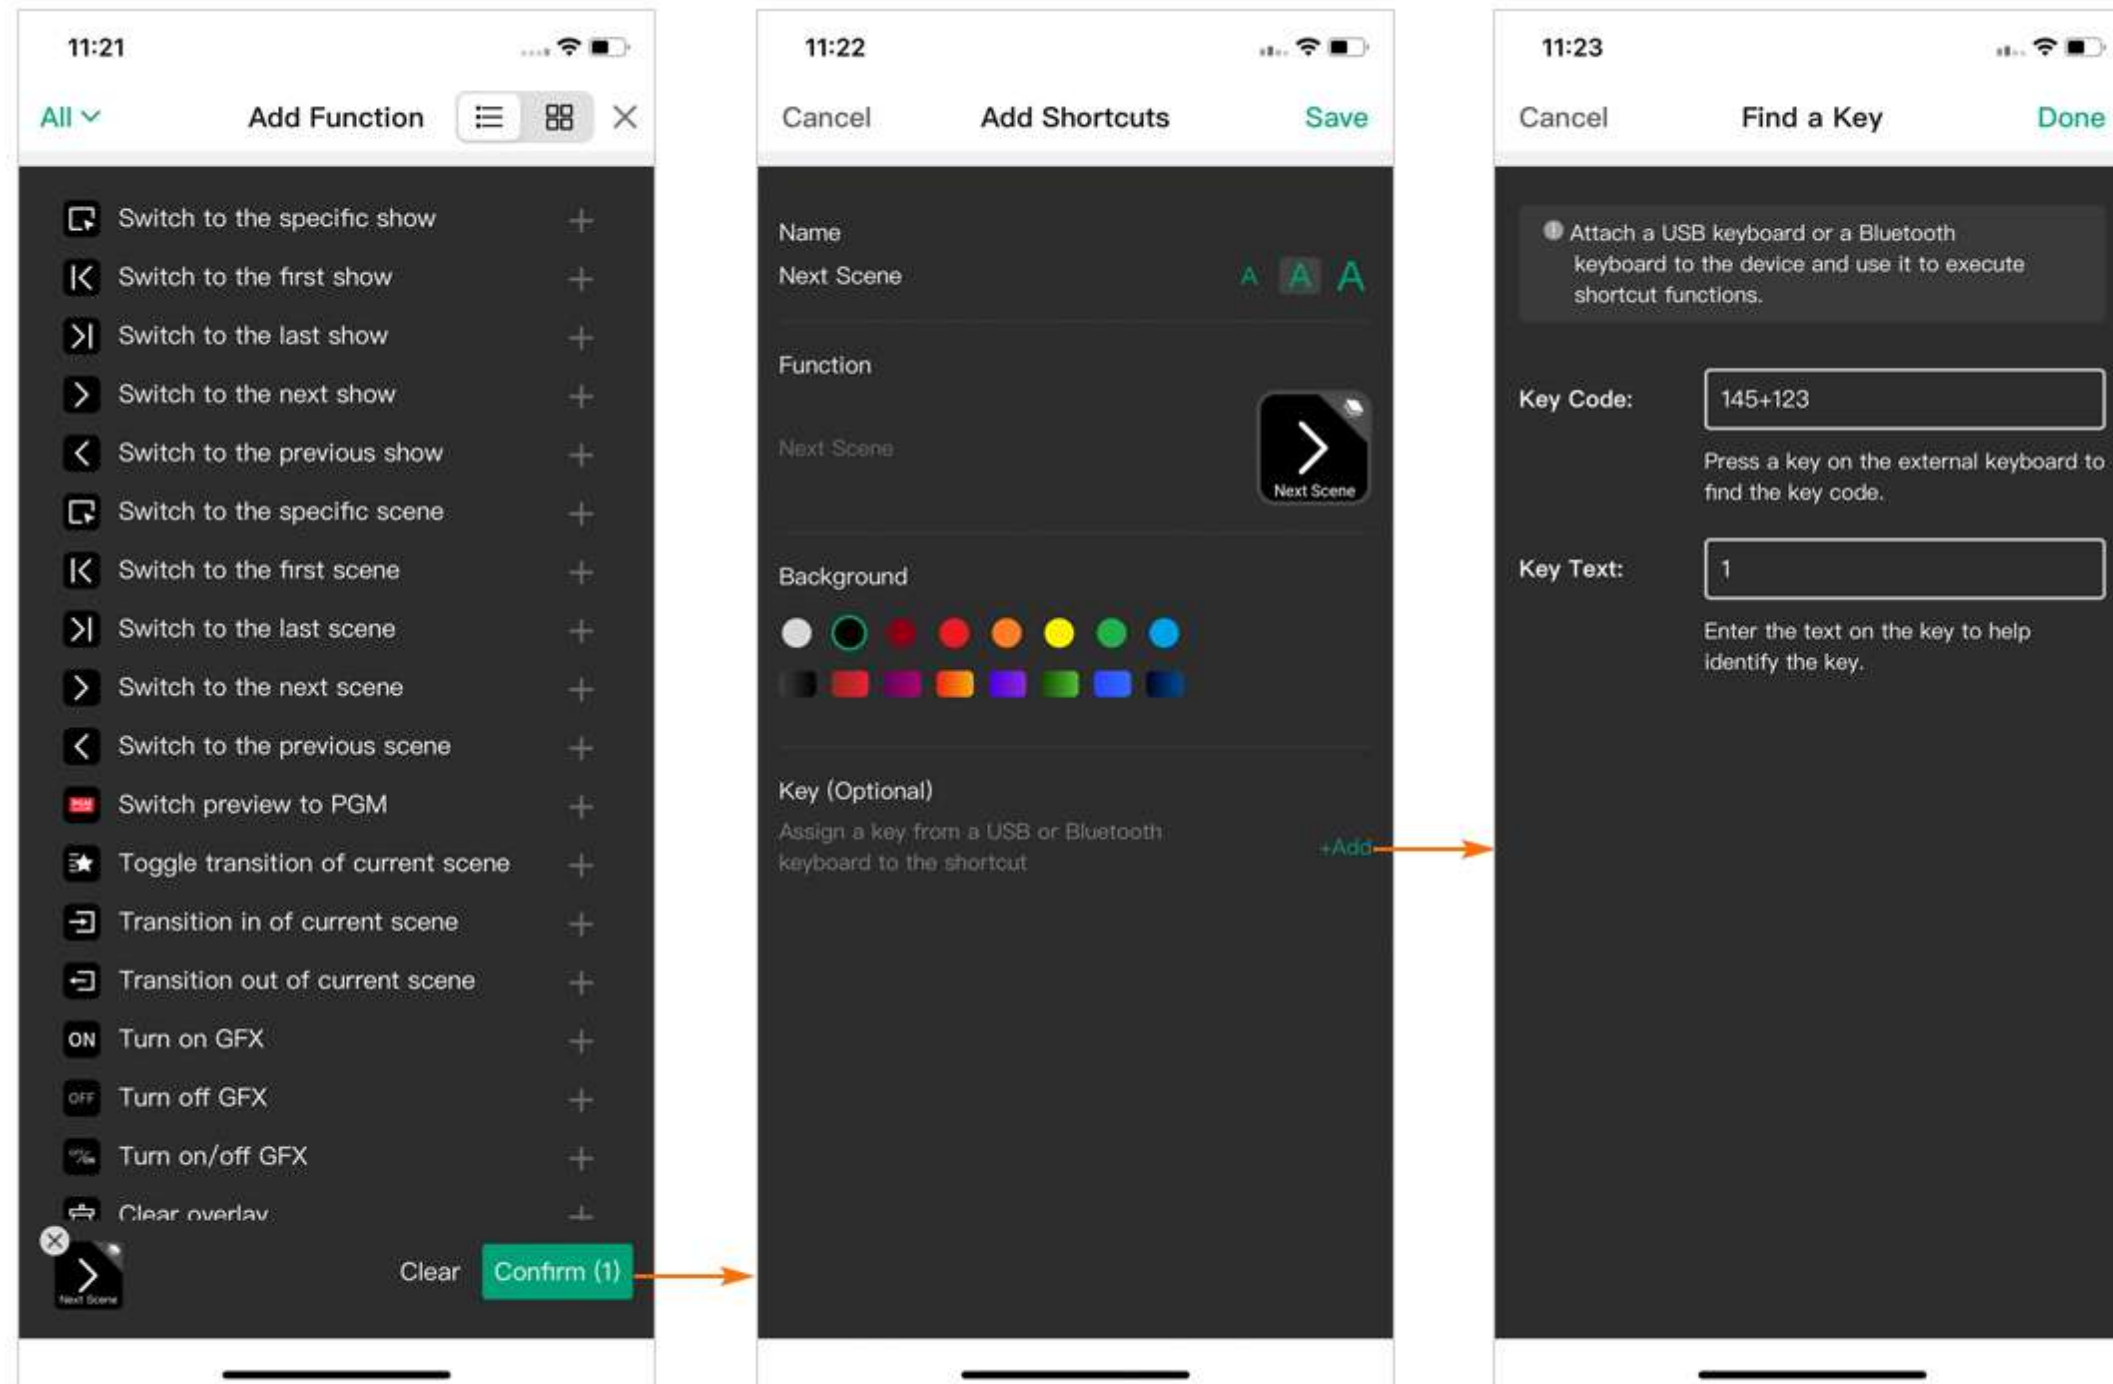 11:21
All
Add Function
Switch to the specific show
Switch to the first show
Switch to the last show
Switch to the next show
Switch to the previous show
Switch to the specific scene
Switch to the first scene
Switch to the last scene
Switch to the next scene
Switch to the previous scene
PGM
Switch preview to PGM
Toggle transition of current scene
Transition in of current scene
Transition out of current scene
ON Turn on GFX
OFF Turn off GFX
Turn on/off GFX
Clear overlay
Next Scene
Clear
Confirm (1)
11:22
Cancel
Add Shortcuts
Save
Name
Next Scene
A A A
Function
Next Scene
Next Scene
Background
Key (Optional)
Assign a key from a USB or Bluetooth
keyboard to the shortcut
+Add
11:23
Cancel
Find a Key
Done
Attach a USB keyboard or a Bluetooth
keyboard to the device and use it to execute
shortcut functions.
Key Code:
145+123
Press a key on the external keyboard to
find the key code.
Key Text:
1
Enter the text on the key to help
identify the key.